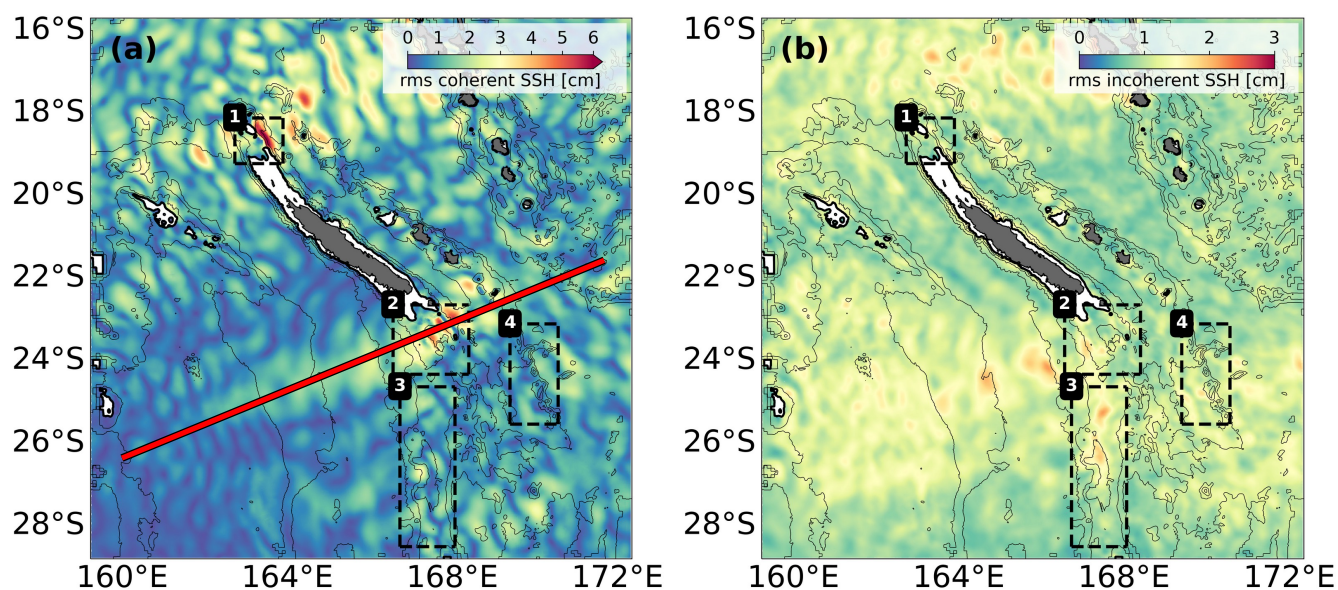 (a)
0 1 2 3 4 5 6
rms coherent SSH [cm]
16°S
18°S
20°S
22°S
24°S
26°S
28°S
160°E 164°E 168°E 172°E
1
2
3
4
(b)
0 1 2 3
rms incoherent SSH [cm]
16°S
18°S
20°S
22°S
24°S
26°S
28°S
160°E 164°E 168°E 172°E
1
2
3
4